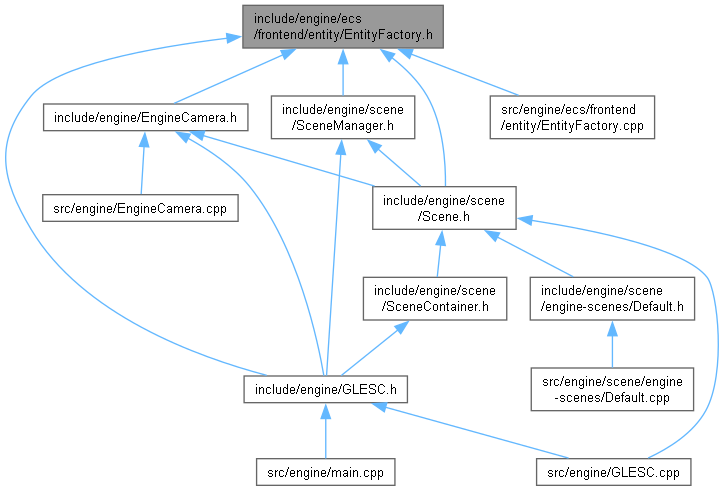 include/engine/ecs
/frontend/entity/EntityFactory.h
include/engine/EngineCamera.h
include/engine/scene
/SceneManager.h
src/engine/ecs/frontend
/entity/EntityFactory.cpp
src/engine/EngineCamera.cpp
include/engine/scene
/Scene.h
include/engine/scene
/SceneContainer.h
include/engine/scene
/engine-scenes/Default.h
include/engine/GLESC.h
src/engine/scene/engine
-scenes/Default.cpp
src/engine/main.cpp
src/engine/GLESC.cpp